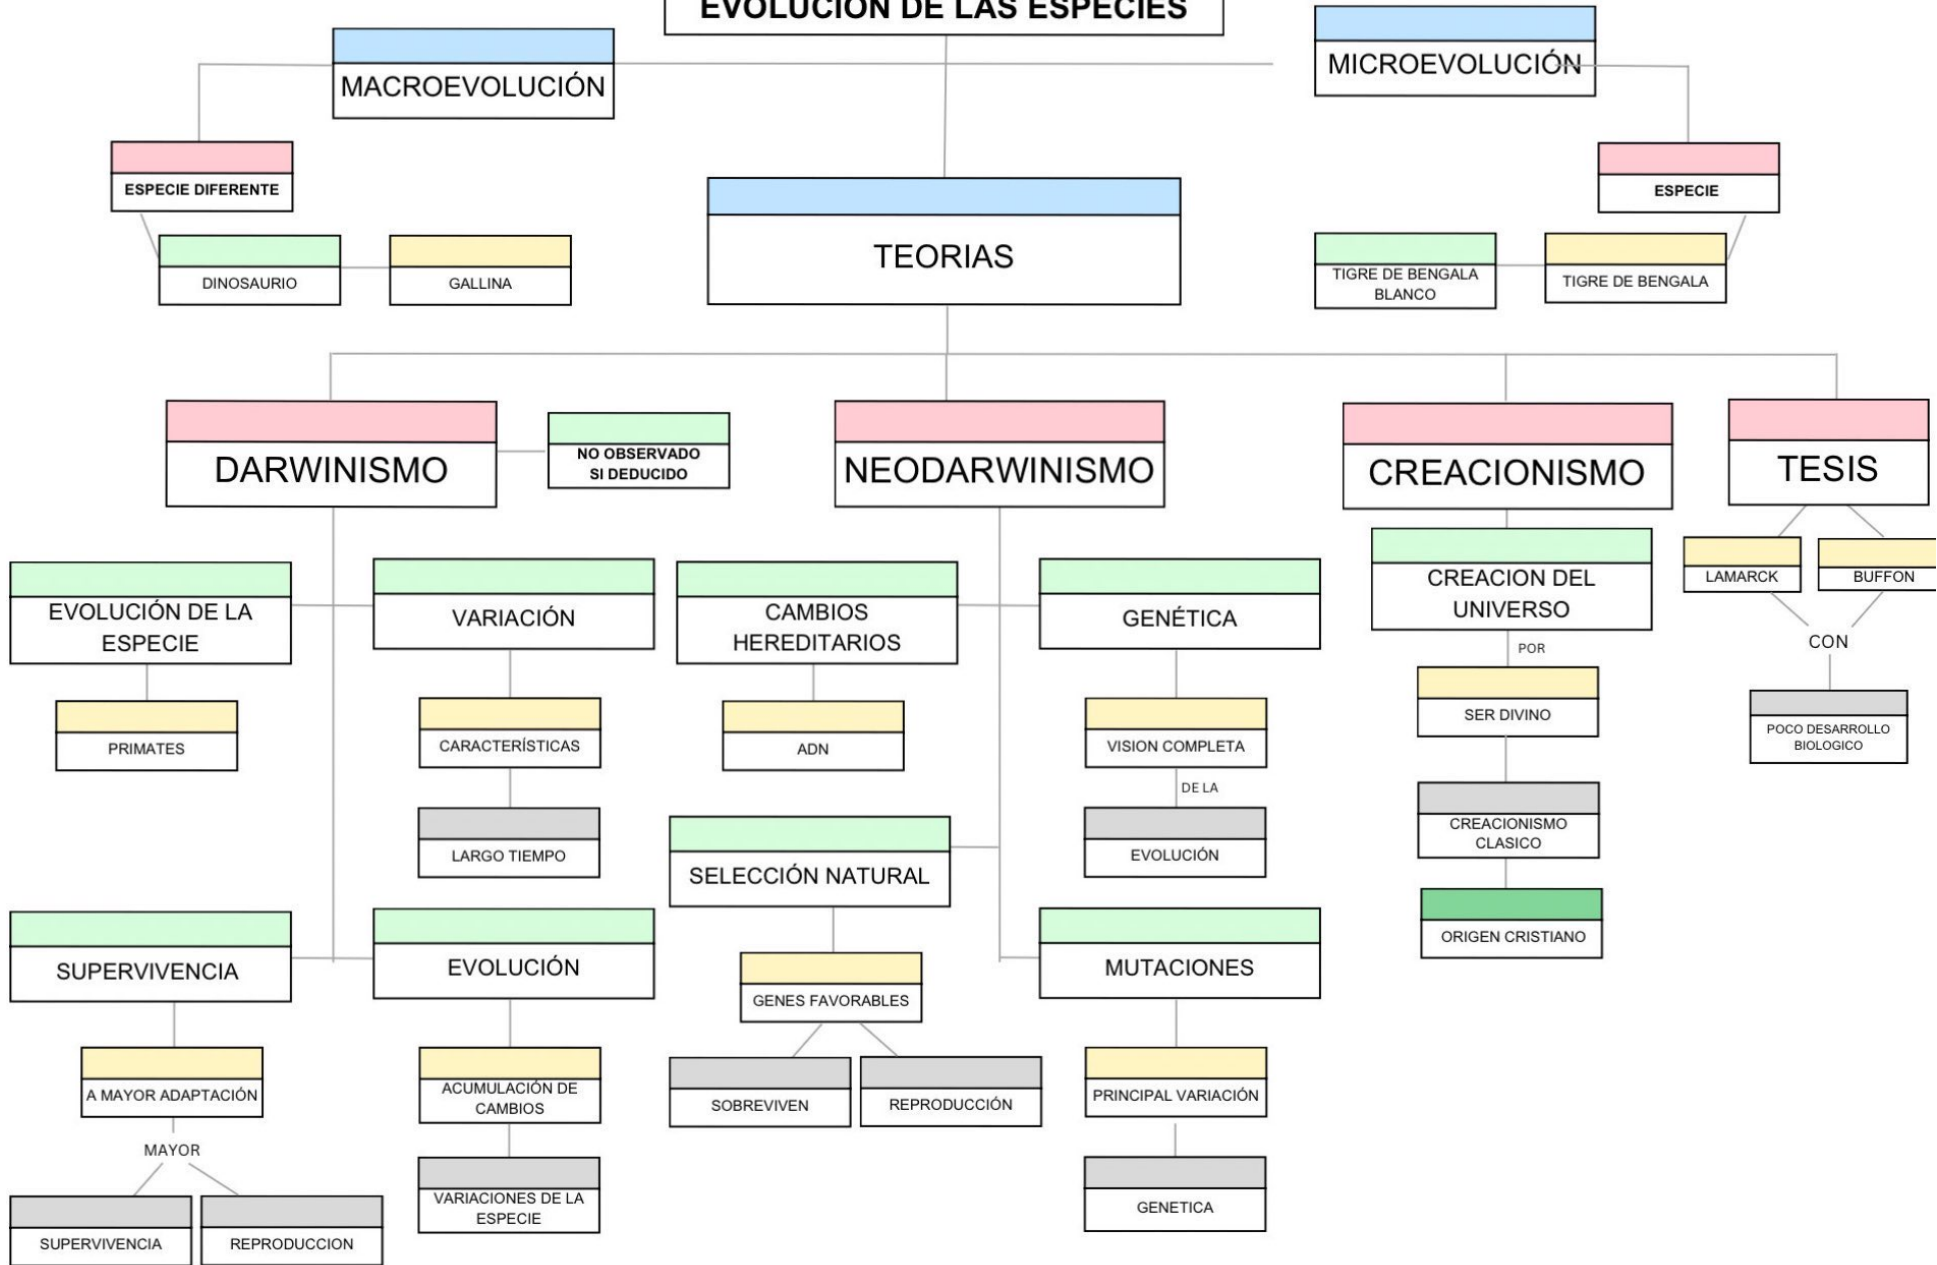 EVOLUCIÓN DE LAS ESPECIES
MACROEVOLUCIÓN
MICROEVOLUCIÓN
ESPECIE DIFERENTE
ESPECIE
DINOSAURIO
GALLINA
TEORIAS
TIGRE DE BENGALA
BLANCO
TIGRE DE BENGALA
DARWINISMO
NO OBSERVADO
SI DEDUCIDO
NEODARWINISMO
CREACIONISMO
TESIS
EVOLUCIÓN DE LA
ESPECIE
VARIACIÓN
CAMBIOS
HEREDITARIOS
GENÉTICA
CREACION DEL
UNIVERSO
LAMARCK
BUFFON
POR
CON
PRIMATES
CARACTERÍSTICAS
ADN
VISION COMPLETA
SER DIVINO
POCO DESARROLLO
BIOLOGICO
DE LA
LARGO TIEMPO
SELECCIÓN NATURAL
EVOLUCIÓN
CREACIONISMO
CLASICO
ORIGEN CRISTIANO
SUPERVIVENCIA
EVOLUCIÓN
GENES FAVORABLES
MUTACIONES
A MAYOR ADAPTACIÓN
ACUMULACIÓN DE
CAMBIOS
SOBREVIVEN
REPRODUCCIÓN
PRINCIPAL VARIACIÓN
MAYOR
SUPERVIVENCIA
REPRODUCCION
VARIACIONES DE LA
ESPECIE
GENETICA